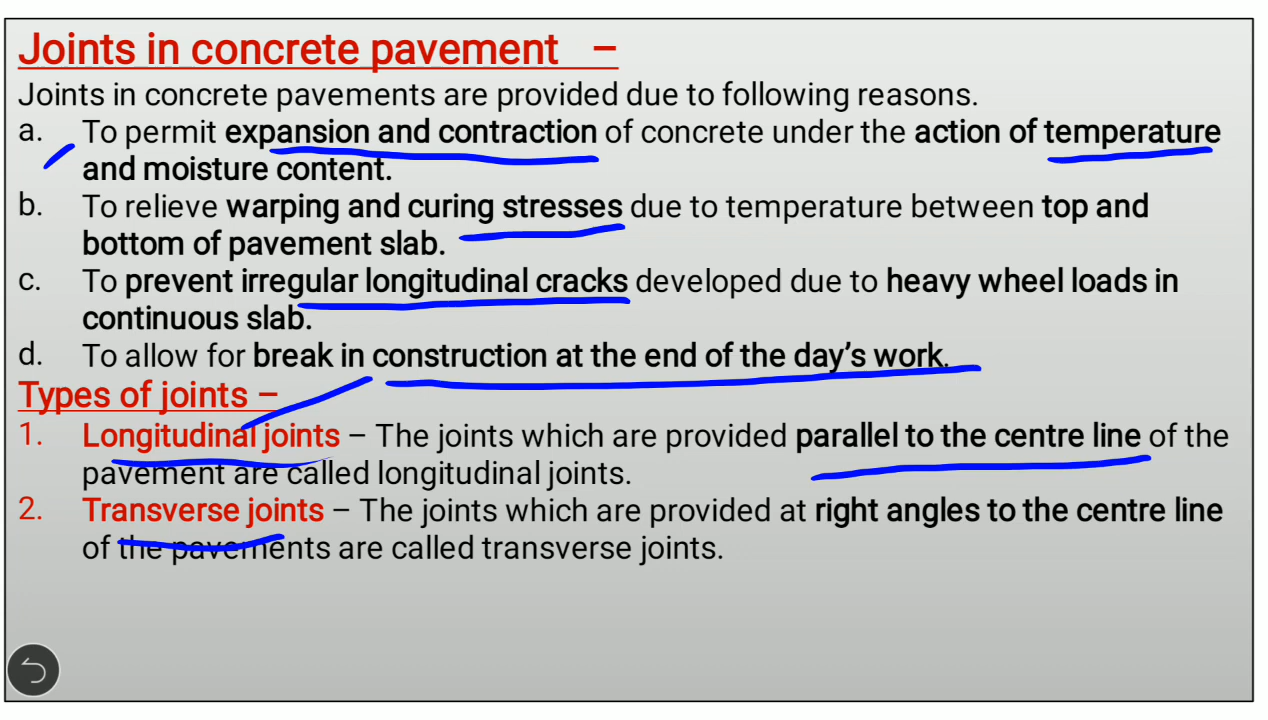 Joints in concrete pavement –
Joints in concrete pavements are provided due to following reasons.
a. To permit expansion and contraction of concrete under the action of temperature
and moisture content.
b. To relieve warping and curing stresses due to temperature between top and
bottom of pavement slab.
c. To prevent irregular longitudinal cracks developed due to heavy wheel loads in
continuous slab.
d. To allow for break in construction at the end of the day’s work.
Types of joints –
1. Longitudinal joints – The joints which are provided parallel to the centre line of the
pavement are called longitudinal joints.
2. Transverse joints – The joints which are provided at right angles to the centre line
of the pavements are called transverse joints.